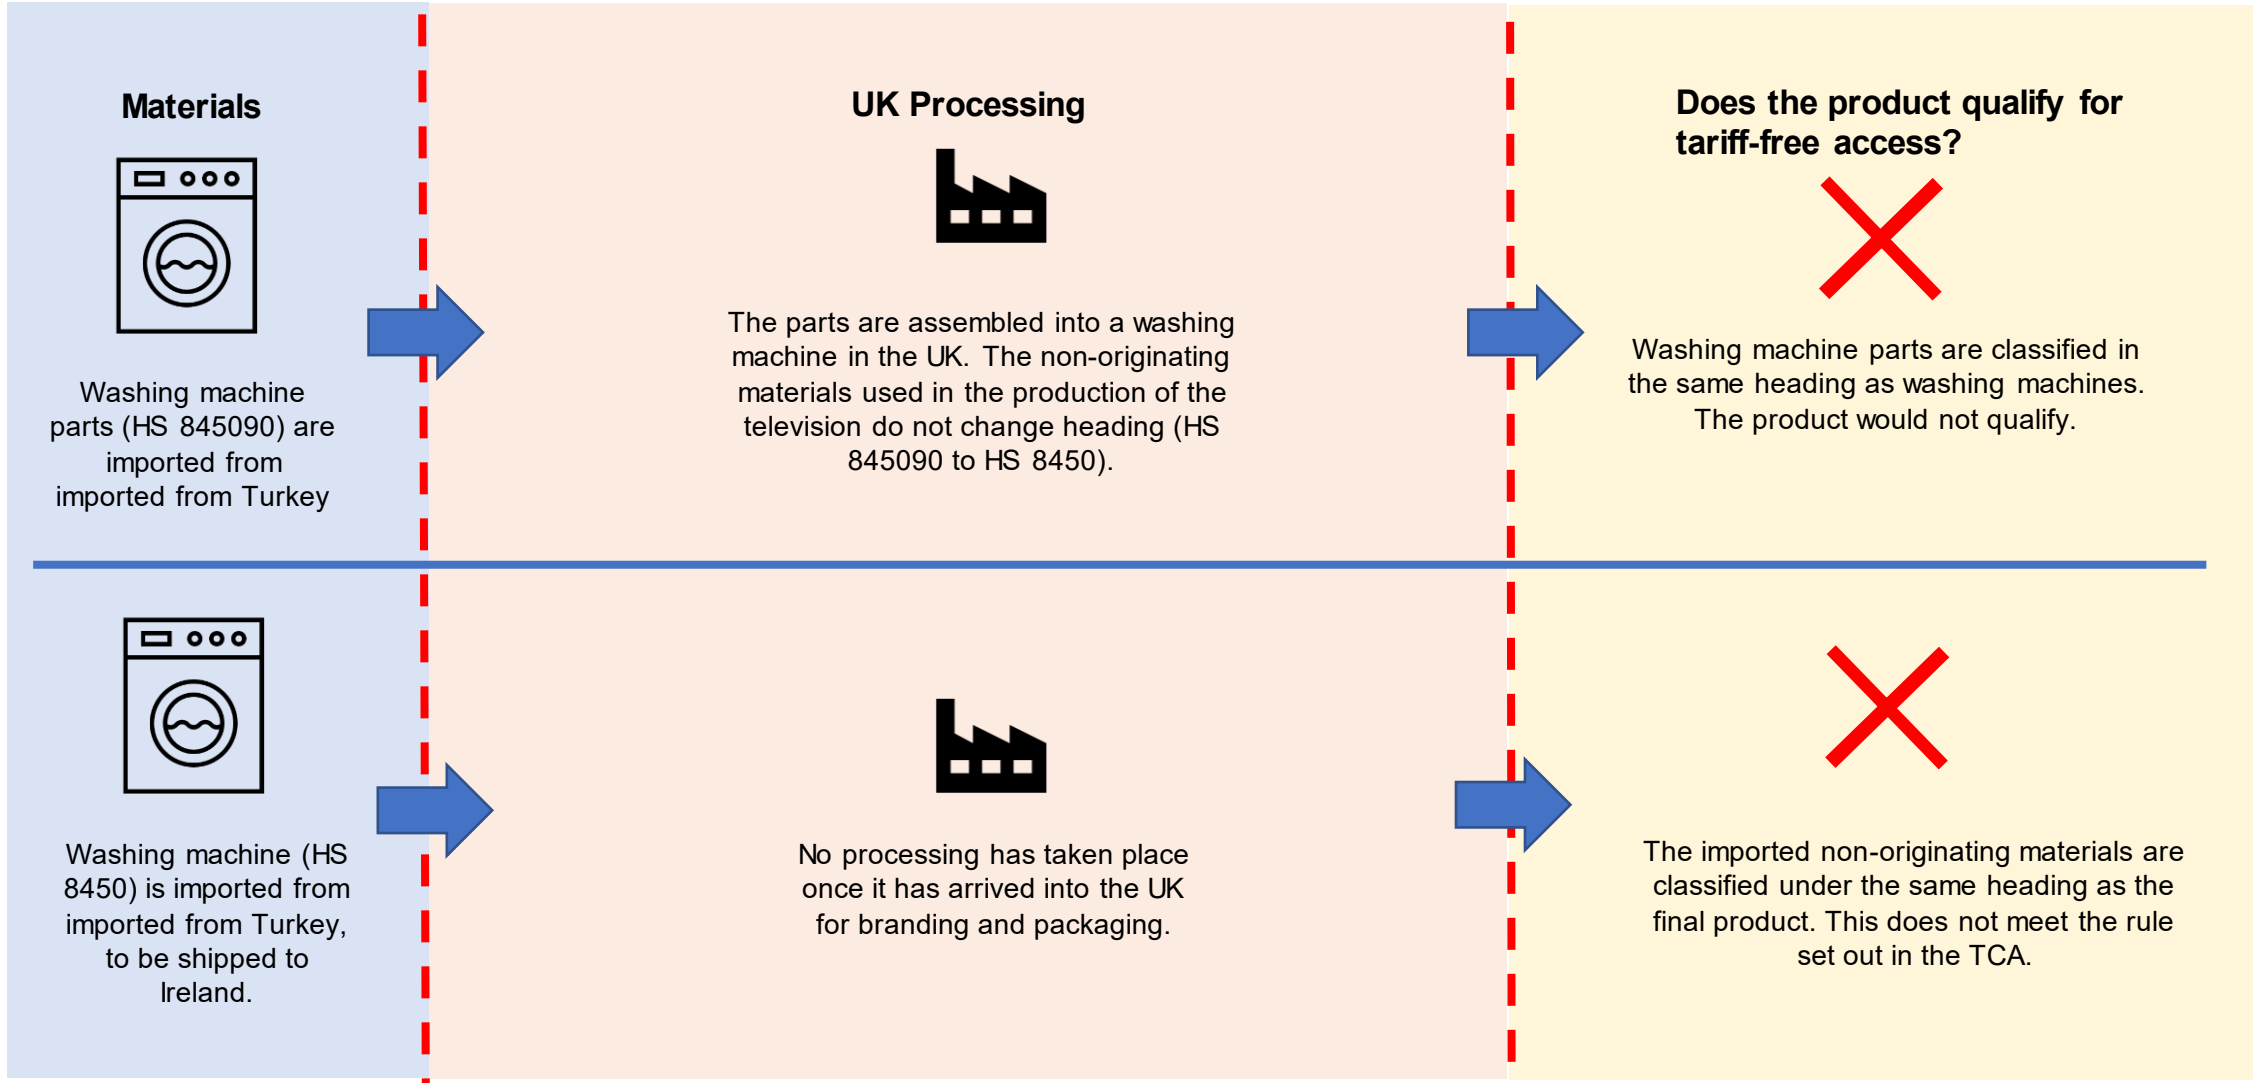 Materials
UK Processing
Does the product qualify for
tariff-free access?
Washing machine
parts (HS 845090) are
imported from
imported from Turkey
The parts are assembled into a washing
machine in the UK. The non-originating
materials used in the production of the
television do not change heading (HS
845090 to HS 8450).
Washing machine parts are classified in
the same heading as washing machines.
The product would not qualify.
Washing machine (HS
8450) is imported from
imported from Turkey,
to be shipped to
Ireland.
No processing has taken place
once it has arrived into the UK
for branding and packaging.
The imported non-originating materials are
classified under the same heading as the
final product. This does not meet the rule
set out in the TCA.